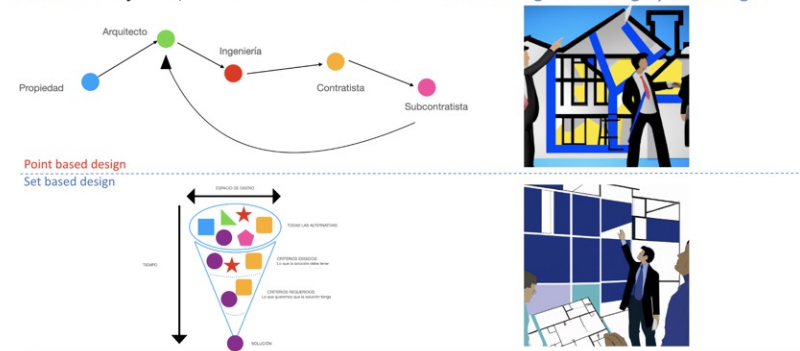 Arquitecto
Ingeniería
Propiedad
Contratista
Subcontratista
Point based design
Set based design
ESPACIO DE DISEÑO
TODAS LAS ALTERNATIVAS
CRITERIOS EXIGIDOS:
Lo que la solución debe tener
TIEMPO
CRITERIOS REQUERIDOS:
Lo que queremos que la solución tenga
SOLUCIÓN